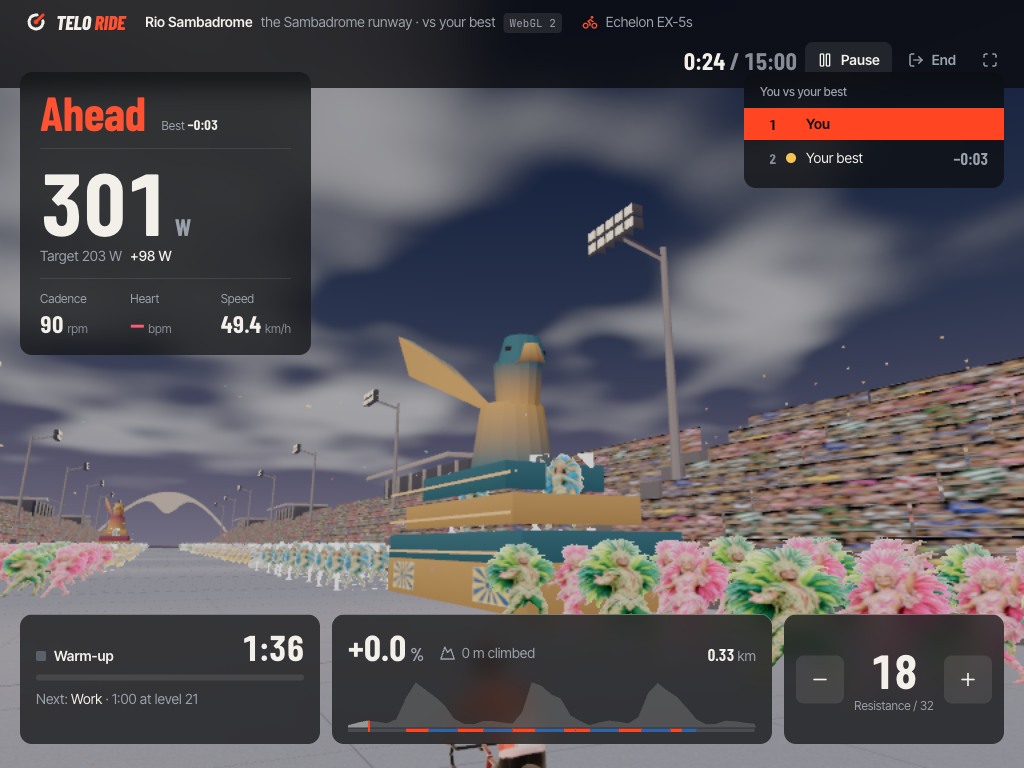 TELO RIDE Rio Sambadrome the Sambadrome runway · vs your best WebGL 2 Echelon EX-5s
0:24 / 15:00 Pause End
Ahead Best −0:03
301 W
Target 203 W +98 W
Cadence Heart Speed
90 rpm — bpm 49.4 km/h
You vs your best
1 You
2 Your best −0:03
Warm-up 1:36
Next: Work · 1:00 at level 21
+0.0 % 0 m climbed 0.33 km
− 18 +
Resistance / 32